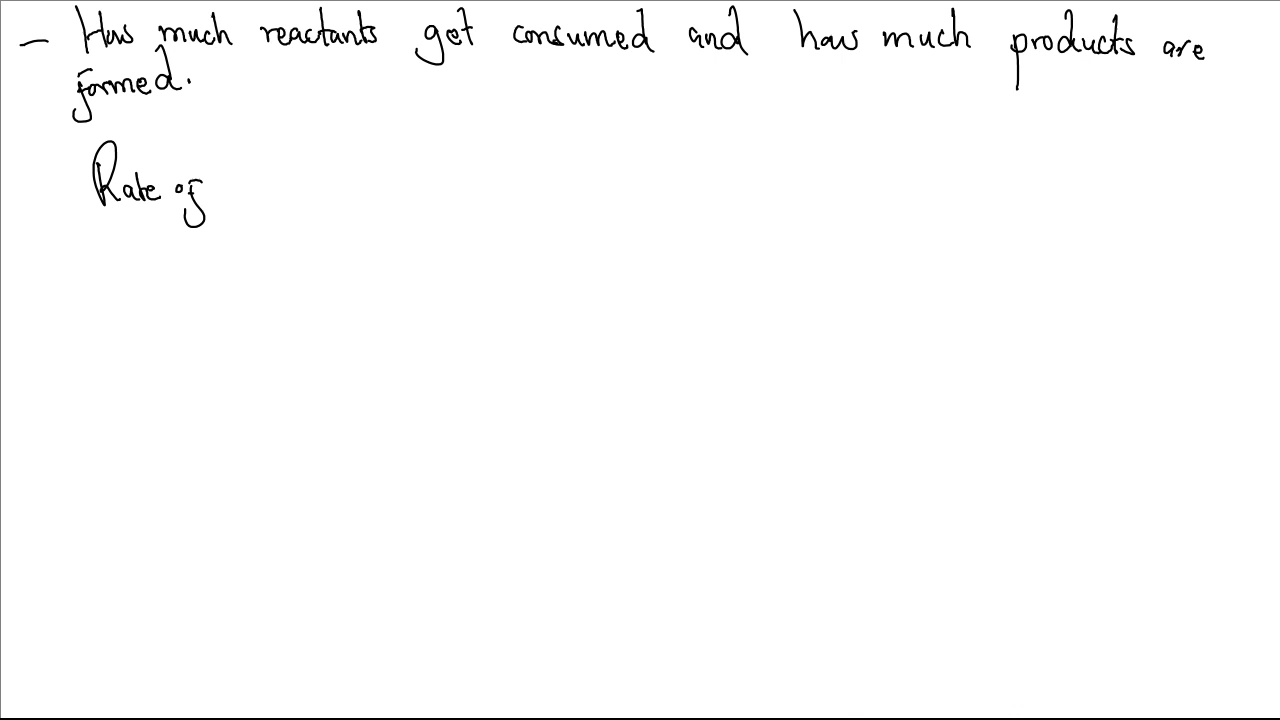 – How much reactants get consumed and how much products are
formed.
Rate of